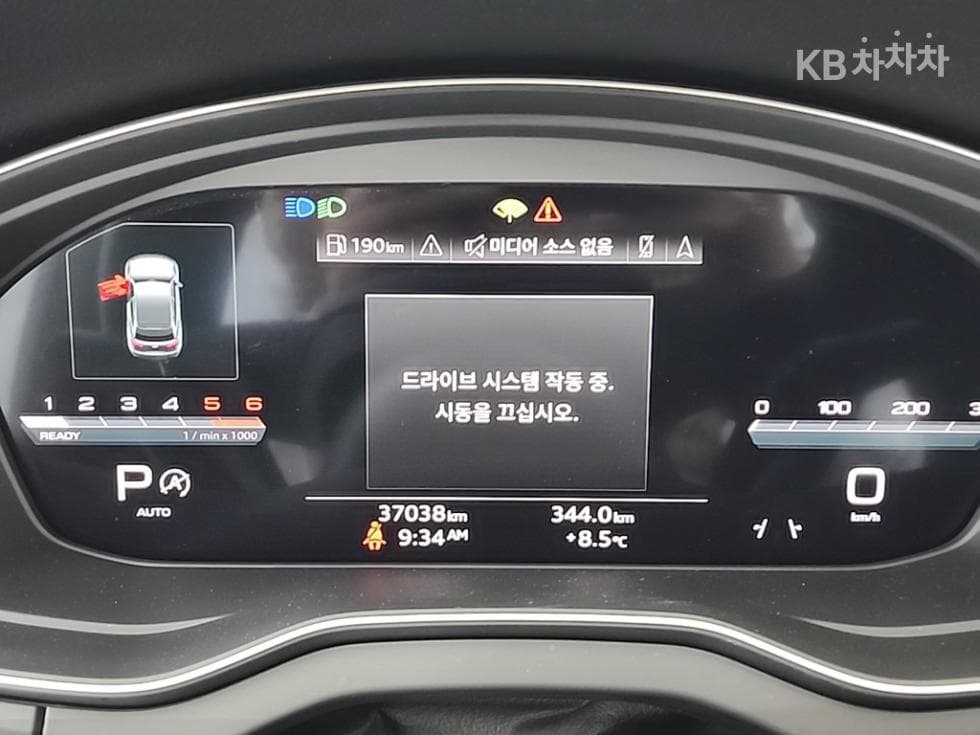 KB차차차
190km
미디어 소스 없음
드라이브 시스템 작동 중.
시동을 끄십시오.
1 2 3 4 5 6
READY 1 / min x 1000
P A
AUTO
0 100 200 3
0
km/h
37038km 344.0km
9:34AM +8.5°C